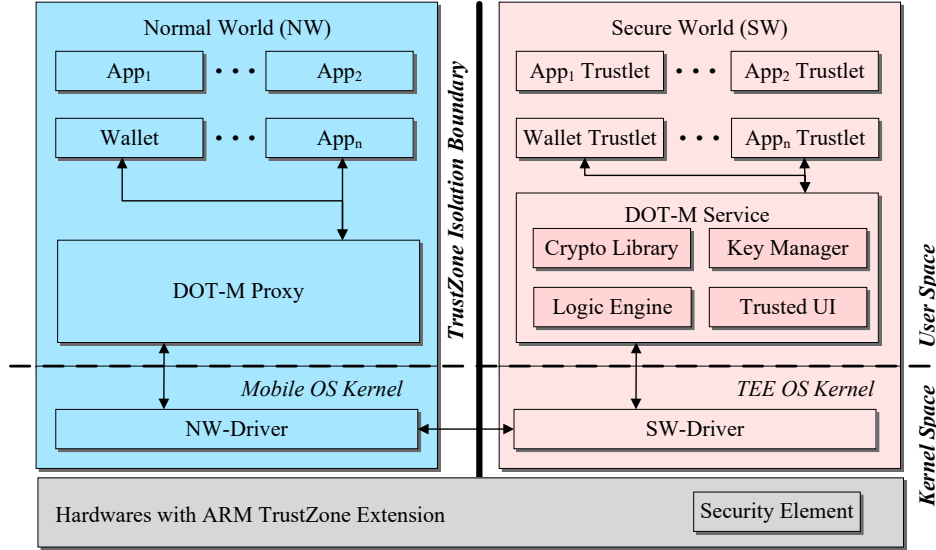 Normal World (NW)
App₁
• • •
App₂
Wallet
• • •
Appₙ
DOT-M Proxy
Mobile OS Kernel
NW-Driver
TrustZone Isolation Boundary
Secure World (SW)
App₁ Trustlet
• • •
App₂ Trustlet
Wallet Trustlet
• • •
Appₙ Trustlet
DOT-M Service
Crypto Library
Key Manager
Logic Engine
Trusted UI
TEE OS Kernel
SW-Driver
User Space
Kernel Space
Hardwares with ARM TrustZone Extension
Security Element